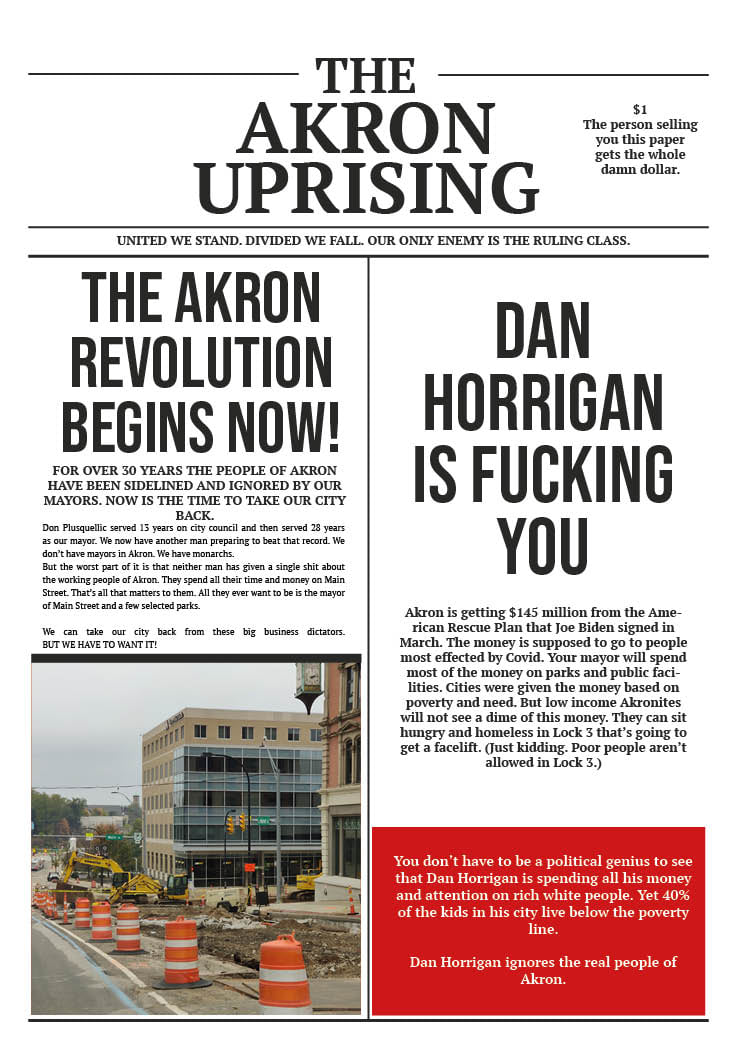 THE
AKRON
UPRISING
$1
The person selling
you this paper
gets the whole
damn dollar.
UNITED WE STAND. DIVIDED WE FALL. OUR ONLY ENEMY IS THE RULING CLASS.
THE AKRON
REVOLUTION
BEGINS NOW!
FOR OVER 30 YEARS THE PEOPLE OF AKRON
HAVE BEEN SIDELINED AND IGNORED BY OUR
MAYORS. NOW IS THE TIME TO TAKE OUR CITY
BACK.
Don Plusquellic served 13 years on city council and then served 28 years
as our mayor. We now have another man preparing to beat that record. We
don't have mayors in Akron. We have monarchs.
But the worst part of it is that neither man has given a single shit about
the working people of Akron. They spend all their time and money on Main
Street. That's all that matters to them. All they ever want to be is the mayor
of Main Street and a few selected parks.
We can take our city back from these big business dictators.
BUT WE HAVE TO WANT IT!
DAN
HORRIGAN
IS FUCKING
YOU
Akron is getting $145 million from the Ame-
rican Rescue Plan that Joe Biden signed in
March. The money is supposed to go to people
most effected by Covid. Your mayor will spend
most of the money on parks and public faci-
lities. Cities were given the money based on
poverty and need. But low income Akronites
will not see a dime of this money. They can sit
hungry and homeless in Lock 3 that's going to
get a facelift. (Just kidding. Poor people aren't
allowed in Lock 3.)
You don't have to be a political genius to see
that Dan Horrigan is spending all his money
and attention on rich white people. Yet 40%
of the kids in his city live below the poverty
line.
Dan Horrigan ignores the real people of
Akron.